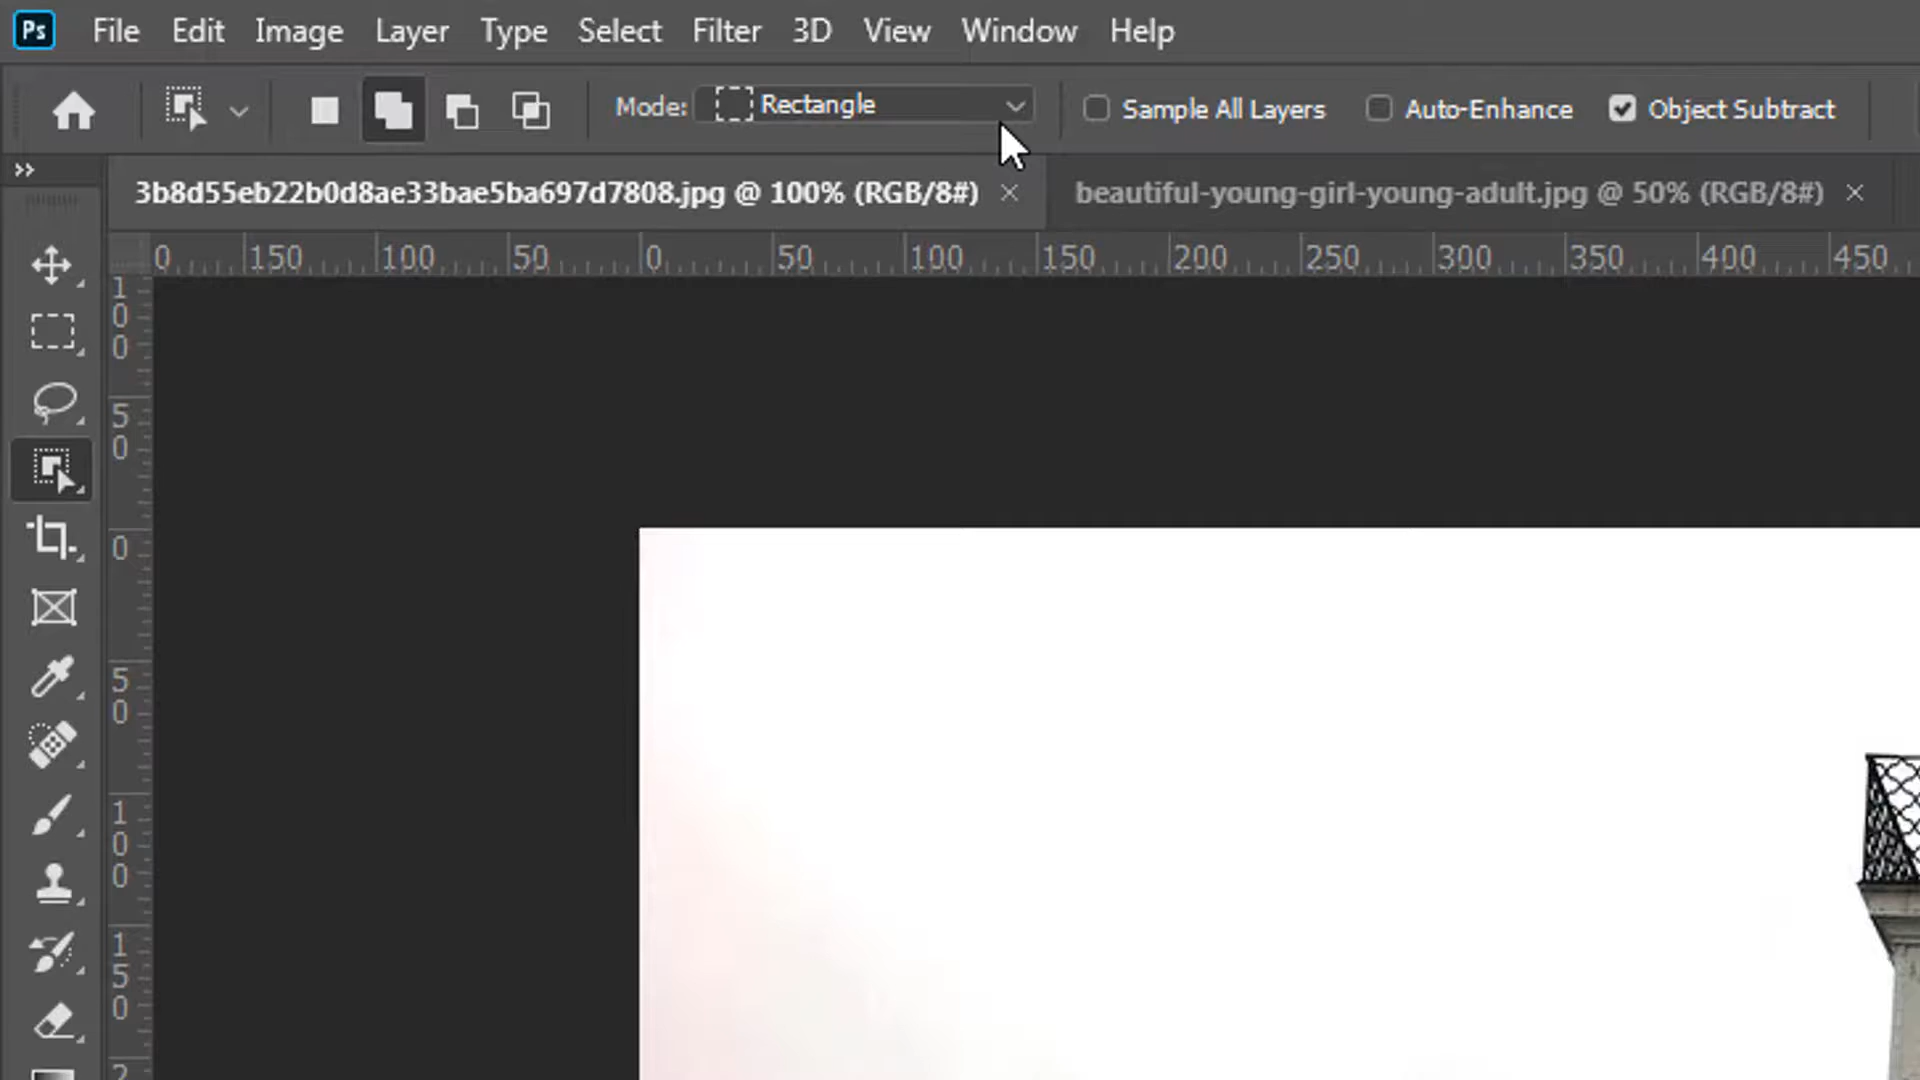 Ps File Edit Image Layer Type Select Filter 3D View Window Help
Mode: Rectangle Sample All Layers Auto-Enhance Object Subtract
3b8d55eb22b0d8ae33bae5ba697d7808.jpg @ 100% (RGB/8#) × beautiful-young-girl-young-adult.jpg @ 50% (RGB/8#) ×
0 150 100 50 0 50 100 150 200 250 300 350 400 450
100
50
0
50
100
150
2